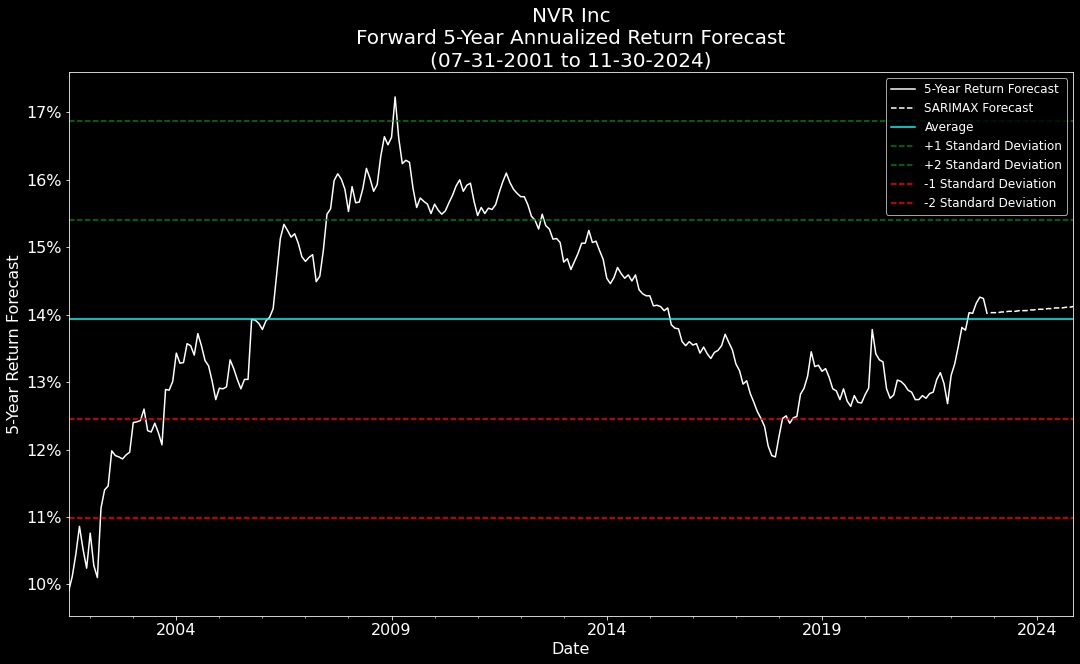 NVR Inc
Forward 5-Year Annualized Return Forecast
(07-31-2001 to 11-30-2024)
5-Year Return Forecast
SARIMAX Forecast
Average
+1 Standard Deviation
+2 Standard Deviation
-1 Standard Deviation
-2 Standard Deviation
5-Year Return Forecast
17%
16%
15%
14%
13%
12%
11%
10%
2004
2009
2014
2019
2024
Date